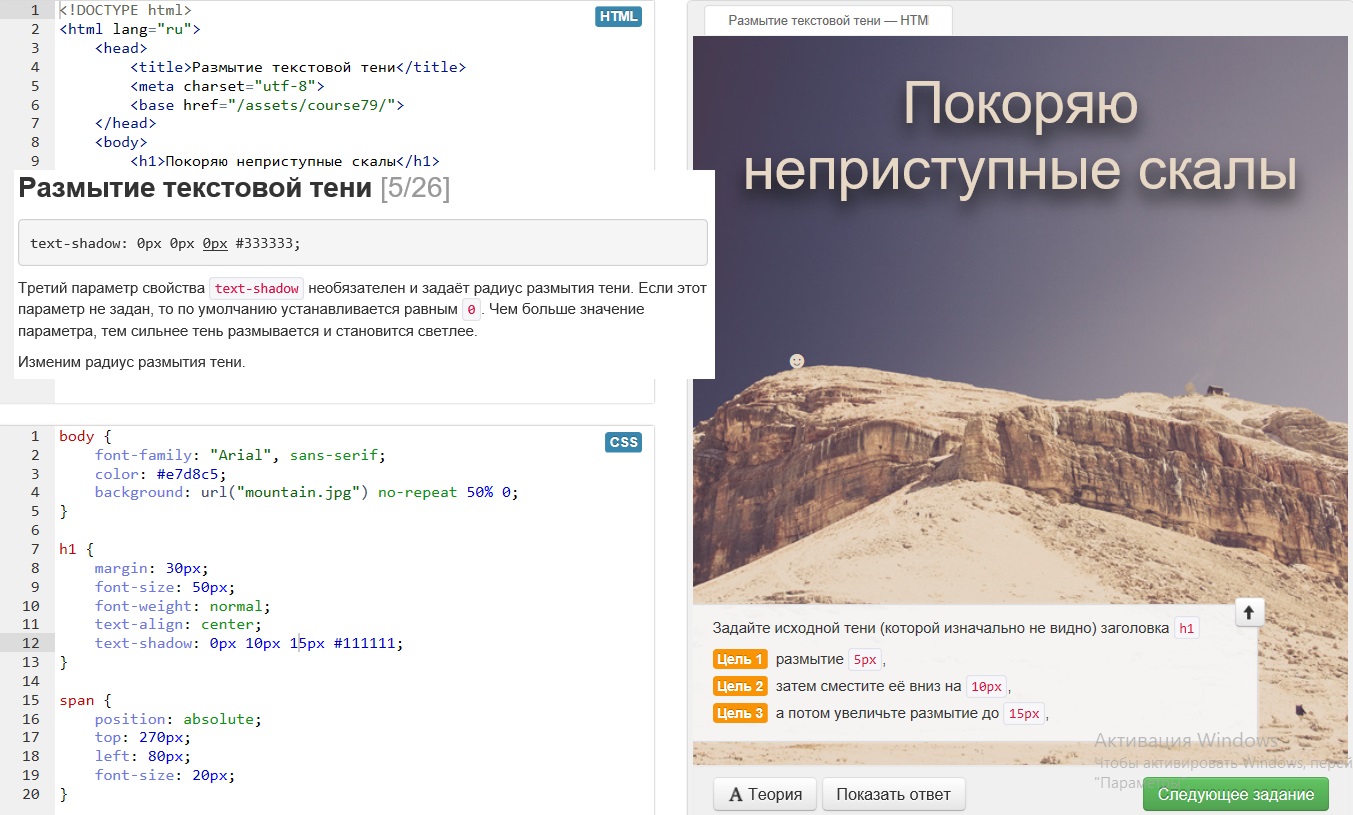 1 <!DOCTYPE html>
HTML
2 <html lang="ru">
3 <head>
4 <title>Размытие текстовой тени</title>
5 <meta charset="utf-8">
6 <base href="/assets/course79/">
7 </head>
8 <body>
9 <h1>Покоряю неприступные скалы</h1>
Размытие текстовой тени [5/26]
text-shadow: 0px 0px 0px #333333;
Третий параметр свойства text-shadow необязателен и задаёт радиус размытия тени. Если этот
параметр не задан, то по умолчанию устанавливается равным 0. Чем больше значение
параметра, тем сильнее тень размывается и становится светлее.
Изменим радиус размытия тени.
1 body {
CSS
2 font-family: "Arial", sans-serif;
3 color: #e7d8c5;
4 background: url("mountain.jpg") no-repeat 50% 0;
5 }
6
7 h1 {
8 margin: 30px;
9 font-size: 50px;
10 font-weight: normal;
11 text-align: center;
12 text-shadow: 0px 10px 15px #111111;
13 }
14
15 span {
16 position: absolute;
17 top: 270px;
18 left: 80px;
19 font-size: 20px;
20 }
Размытие текстовой тени — HTM
Покоряю
неприступные скалы
Задайте исходной тени (которой изначально не видно) заголовка h1
Цель 1 размытие 5px,
Цель 2 затем сместите её вниз на 10px,
Цель 3 а потом увеличьте размытие до 15px,
Активация Windows
Чтобы активировать Windows, перей
"Парам
А Теория
Показать ответ
Следующее задание